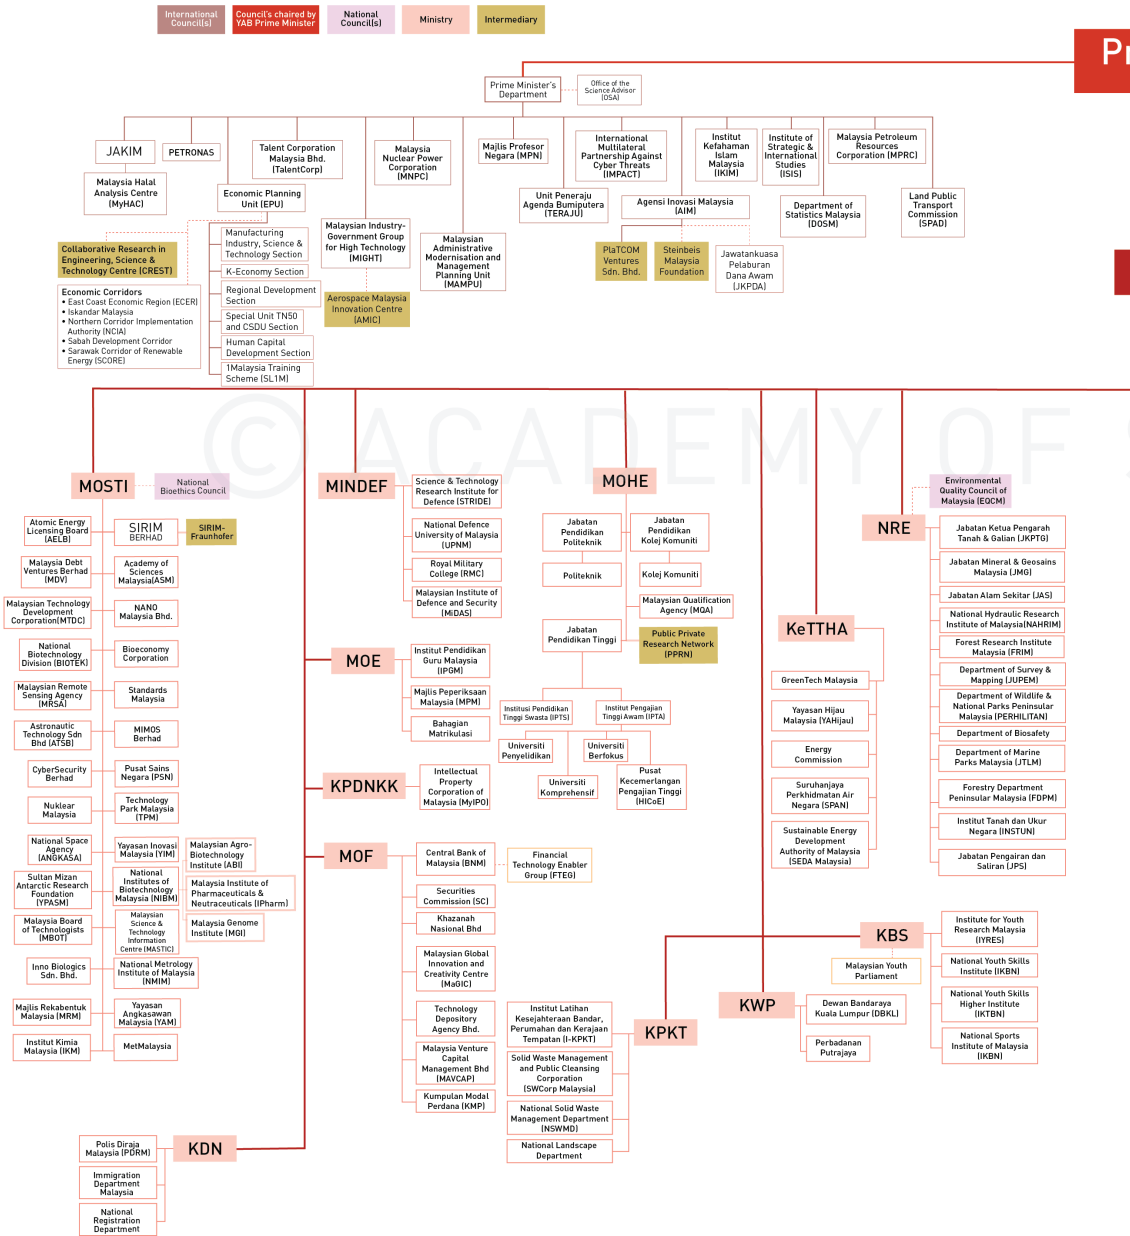 International
Council(s)
Council's chaired by
YAB Prime Minister
National
Council(s)
Ministry
Intermediary
Pr
Prime Minister's
Department
Office of the
Science Advisor
(OSA)
JAKIM
PETRONAS
Talent Corporation
Malaysia Bhd.
(TalentCorp)
Malaysia
Nuclear Power
Corporation
(MNPC)
Majlis Profesor
Negara (MPN)
International
Multilateral
Partnership Against
Cyber Threats
(IMPACT)
Institut
Kefahaman
Islam
Malaysia
(IKIM)
Institute of
Strategic &
International
Studies
(ISIS)
Malaysia Petroleum
Resources
Corporation (MPRC)
Malaysia Halal
Analysis Centre
(MyHAC)
Economic Planning
Unit (EPU)
Malaysian Industry-
Government Group
for High Technology
(MIGHT)
Malaysian
Administrative
Modernisation and
Management
Planning Unit
(MAMPU)
Unit Peneraju
Agenda Bumiputera
(TERAJU)
Agensi Inovasi Malaysia
(AIM)
Department of
Statistics Malaysia
(DOSM)
Land Public
Transport
Commission
(SPAD)
Collaborative Research in
Engineering, Science &
Technology Centre (CREST)
Manufacturing
Industry, Science &
Technology Section
K-Economy Section
Regional Development
Section
Special Unit TN50
and CSDU Section
Human Capital
Development Section
1Malaysia Training
Scheme (SL1M)
Economic Corridors
• East Coast Economic Region (ECER)
• Iskandar Malaysia
• Northern Corridor Implementation
Authority (NCIA)
• Sabah Development Corridor
• Sarawak Corridor of Renewable
Energy (SCORE)
Aerospace Malaysia
Innovation Centre
(AMIC)
PlaTCOM
Ventures
Sdn. Bhd.
Steinbeis
Malaysia
Foundation
Jawatankuasa
Pelaburan
Dana Awam
(JKPDA)
© ACADEMY OF S
MOSTI
National
Bioethics Council
Atomic Energy
Licensing Board
(AELB)
SIRIM
BERHAD
SIRIM-
Fraunhofer
Malaysia Debt
Ventures Berhad
(MDV)
Academy of
Sciences
Malaysia(ASM)
Malaysian Technology
Development
Corporation(MTDC)
NANO
Malaysia Bhd.
National
Biotechnology
Division (BIOTEK)
Bioeconomy
Corporation
Malaysian Remote
Sensing Agency
(MRSA)
Standards
Malaysia
Astronautic
Technology Sdn
Bhd (ATSB)
MIMOS
Berhad
CyberSecurity
Berhad
Pusat Sains
Negara (PSN)
Nuklear
Malaysia
Technology
Park Malaysia
(TPM)
National Space
Agency
(ANGKASA)
Yayasan Inovasi
Malaysia (YIM)
Malaysian Agro-
Biotechnology
Institute (ABI)
Sultan Mizan
Antarctic Research
Foundation
(YPASM)
National
Institutes of
Biotechnology
Malaysia (NIBM)
Malaysia Institute of
Pharmaceuticals &
Neutraceuticals (IPharm)
Malaysia Board
of Technologists
(MBOT)
Malaysian
Science &
Technology
Information
Centre (MASTIC)
Malaysia Genome
Institute (MGI)
Inno Biologics
Sdn. Bhd.
National Metrology
Institute of Malaysia
(NMIM)
Majlis Rekabentuk
Malaysia (MRM)
Yayasan
Angkasawan
Malaysia (YAM)
Institut Kimia
Malaysia (IKM)
MetMalaysia
KDN
Polis Diraja
Malaysia (PDRM)
Immigration
Department
Malaysia
National
Registration
Department
MINDEF
Science & Technology
Research Institute for
Defence (STRIDE)
National Defence
University of Malaysia
(UPNM)
Royal Military
College (RMC)
Malaysian Institute of
Defence and Security
(MiDAS)
MOE
Institut Pendidikan
Guru Malaysia
(IPGM)
Majlis Peperiksaan
Malaysia (MPM)
Bahagian
Matrikulasi
KPDNKK
Intellectual
Property
Corporation of
Malaysia (MyIPO)
MOF
Central Bank of
Malaysia (BNM)
Financial
Technology Enabler
Group (FTEG)
Securities
Commission (SC)
Khazanah
Nasional Bhd
Malaysian Global
Innovation and
Creativity Centre
(MaGIC)
Technology
Depository
Agency Bhd.
Malaysia Venture
Capital
Management Bhd
(MAVCAP)
Kumpulan Modal
Perdana (KMP)
MOHE
Jabatan
Pendidikan
Politeknik
Jabatan
Pendidikan
Kolej Komuniti
Politeknik
Kolej Komuniti
Malaysian Qualification
Agency (MQA)
Jabatan
Pendidikan Tinggi
Public Private
Research Network
(PPRN)
Institusi Pendidikan
Tinggi Swasta (IPTS)
Institut Pengajian
Tinggi Awam (IPTA)
Universiti
Penyelidikan
Universiti
Berfokus
Universiti
Komprehensif
Pusat
Kecemerlangan
Pengajian Tinggi
(HICoE)
KPKT
Institut Latihan
Kesejahteraan Bandar,
Perumahan dan Kerajaan
Tempatan (I-KPKT)
Solid Waste Management
and Public Cleansing
Corporation
(SWCorp Malaysia)
National Solid Waste
Management Department
(NSWMD)
National Landscape
Department
KWP
Dewan Bandaraya
Kuala Lumpur (DBKL)
Perbadanan
Putrajaya
KeTTHA
GreenTech Malaysia
Yayasan Hijau
Malaysia (YAHijau)
Energy
Commission
Suruhanjaya
Perkhidmatan Air
Negara (SPAN)
Sustainable Energy
Development
Authority of Malaysia
(SEDA Malaysia)
NRE
Environmental
Quality Council of
Malaysia (EQCM)
Jabatan Ketua Pengarah
Tanah & Galian (JKPTG)
Jabatan Mineral & Geosains
Malaysia (JMG)
Jabatan Alam Sekitar (JAS)
National Hydraulic Research
Institute of Malaysia(NAHRIM)
Forest Research Institute
Malaysia (FRIM)
Department of Survey &
Mapping (JUPEM)
Department of Wildlife &
National Parks Peninsular
Malaysia (PERHILITAN)
Department of Biosafety
Department of Marine
Parks Malaysia (JTLM)
Forestry Department
Peninsular Malaysia (FDPM)
Institut Tanah dan Ukur
Negara (INSTUN)
Jabatan Pengairan dan
Saliran (JPS)
KBS
Malaysian Youth
Parliament
Institute for Youth
Research Malaysia
(IYRES)
National Youth Skills
Institute (IKBN)
National Youth Skills
Higher Institute
(IKTBN)
National Sports
Institute of Malaysia
(IKBN)